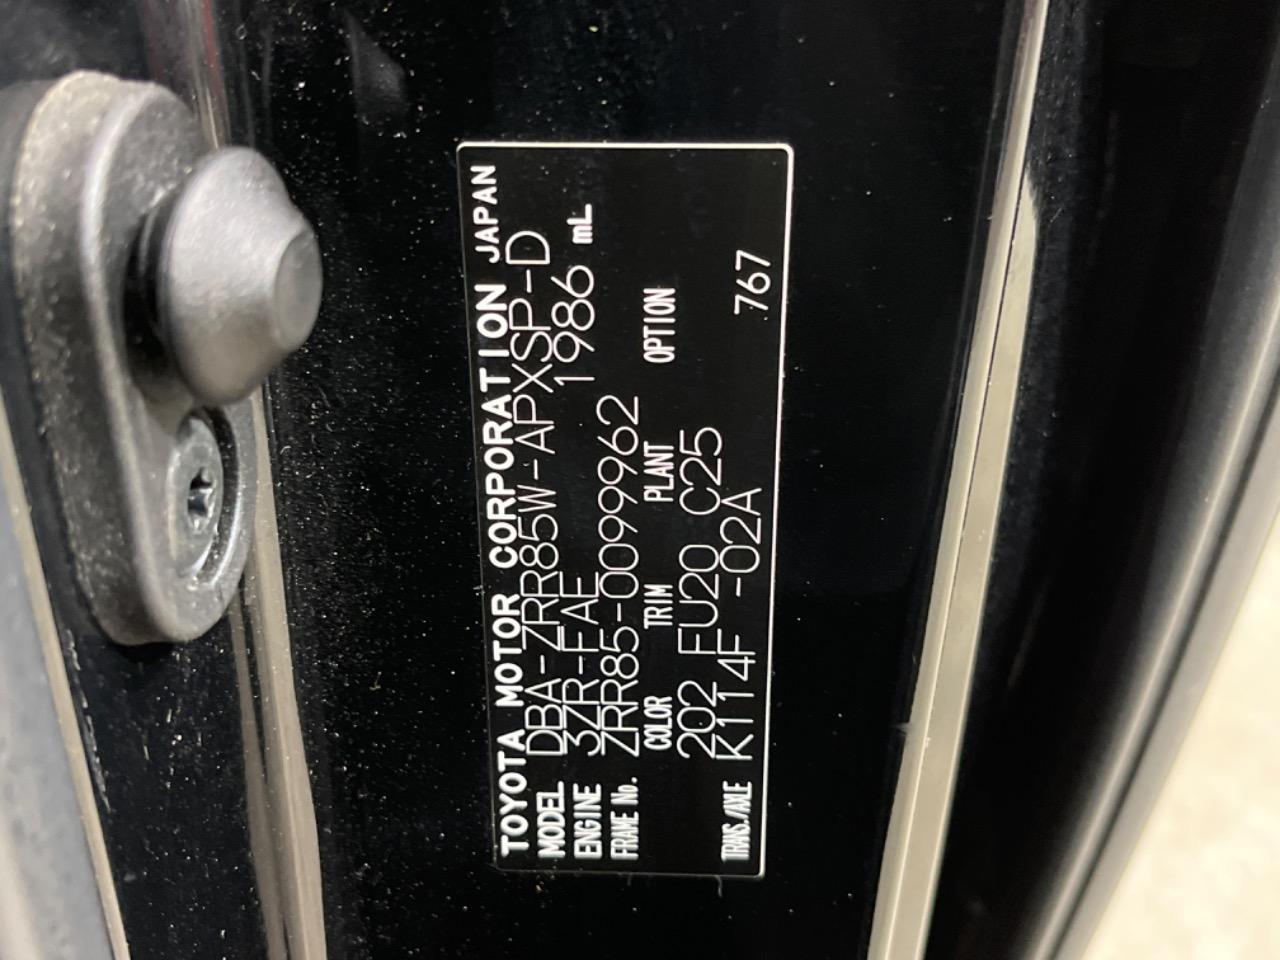 TOYOTA MOTOR CORPORATION JAPAN
MODEL DBA-ZRR85W-APXSP-D
ENGINE 3ZR-FAE 1986 mL
FRAME No. ZRR85-0099962
COLOR TRIM PLANT OPTION
202 FU20 C25
TRANS./AXLE K114F -02A 767